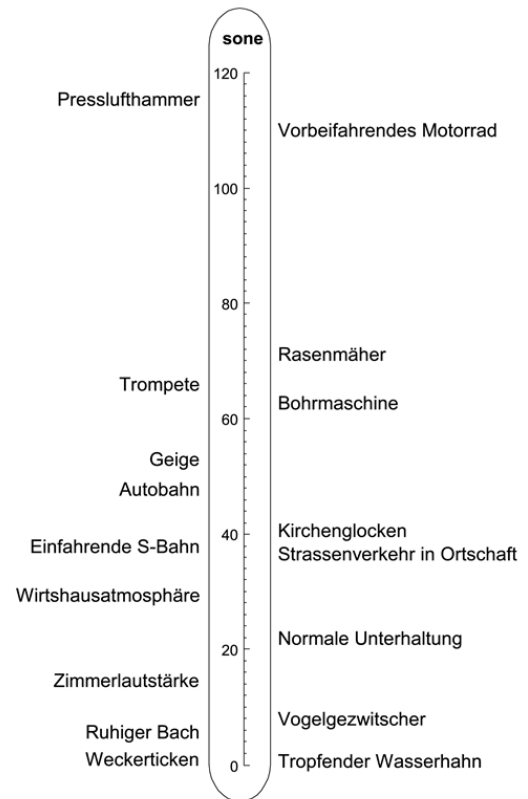 sone
120
Presslufthammer
Vorbeifahrendes Motorrad
100
80
Rasenmäher
Trompete
Bohrmaschine
60
Geige
Autobahn
40
Kirchenglocken
Einfahrende S-Bahn
Strassenverkehr in Ortschaft
Wirtshausatmosphäre
Normale Unterhaltung
20
Zimmerlautstärke
Vogelgezwitscher
Ruhiger Bach
Weckerticken
Tropfender Wasserhahn
0